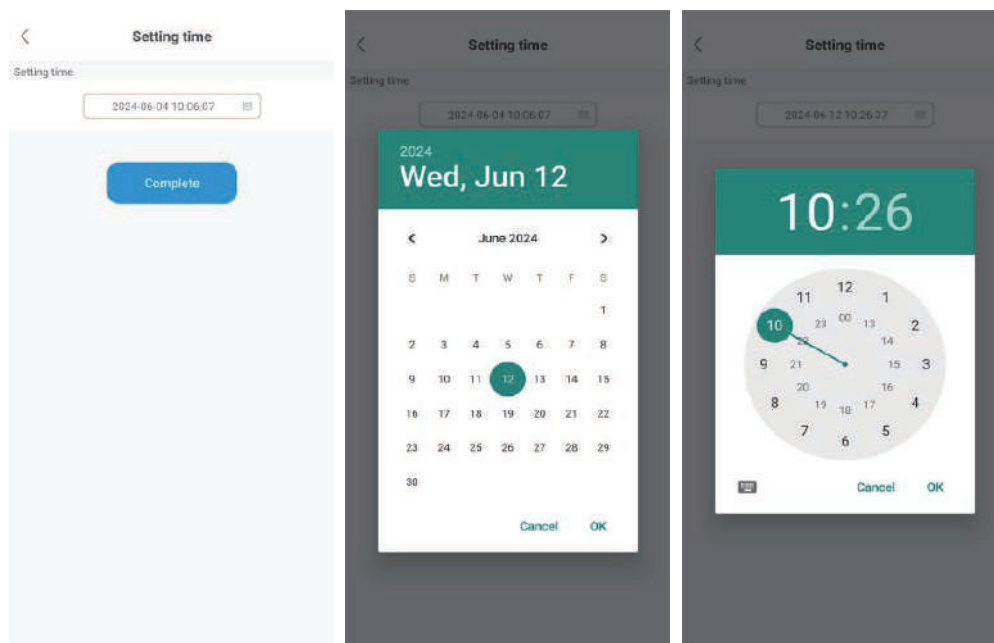 Setting time
Setting time
2024-06-04 10:06:07
Complete
Setting time
Setting time
2024-06-04 10:06:07
2024
Wed, Jun 12
June 2024
S M T W T F S
1
2 3 4 5 6 7 8
9 10 11 12 13 14 15
16 17 18 19 20 21 22
23 24 25 26 27 28 29
30
Cancel OK
Setting time
Setting time
2024-06-12 10:26:37
10:26
12
11 1
00
23 13
10 2
22 14
9 21 15 3
20 16
8 4
19 17
18
7 5
6
Cancel OK